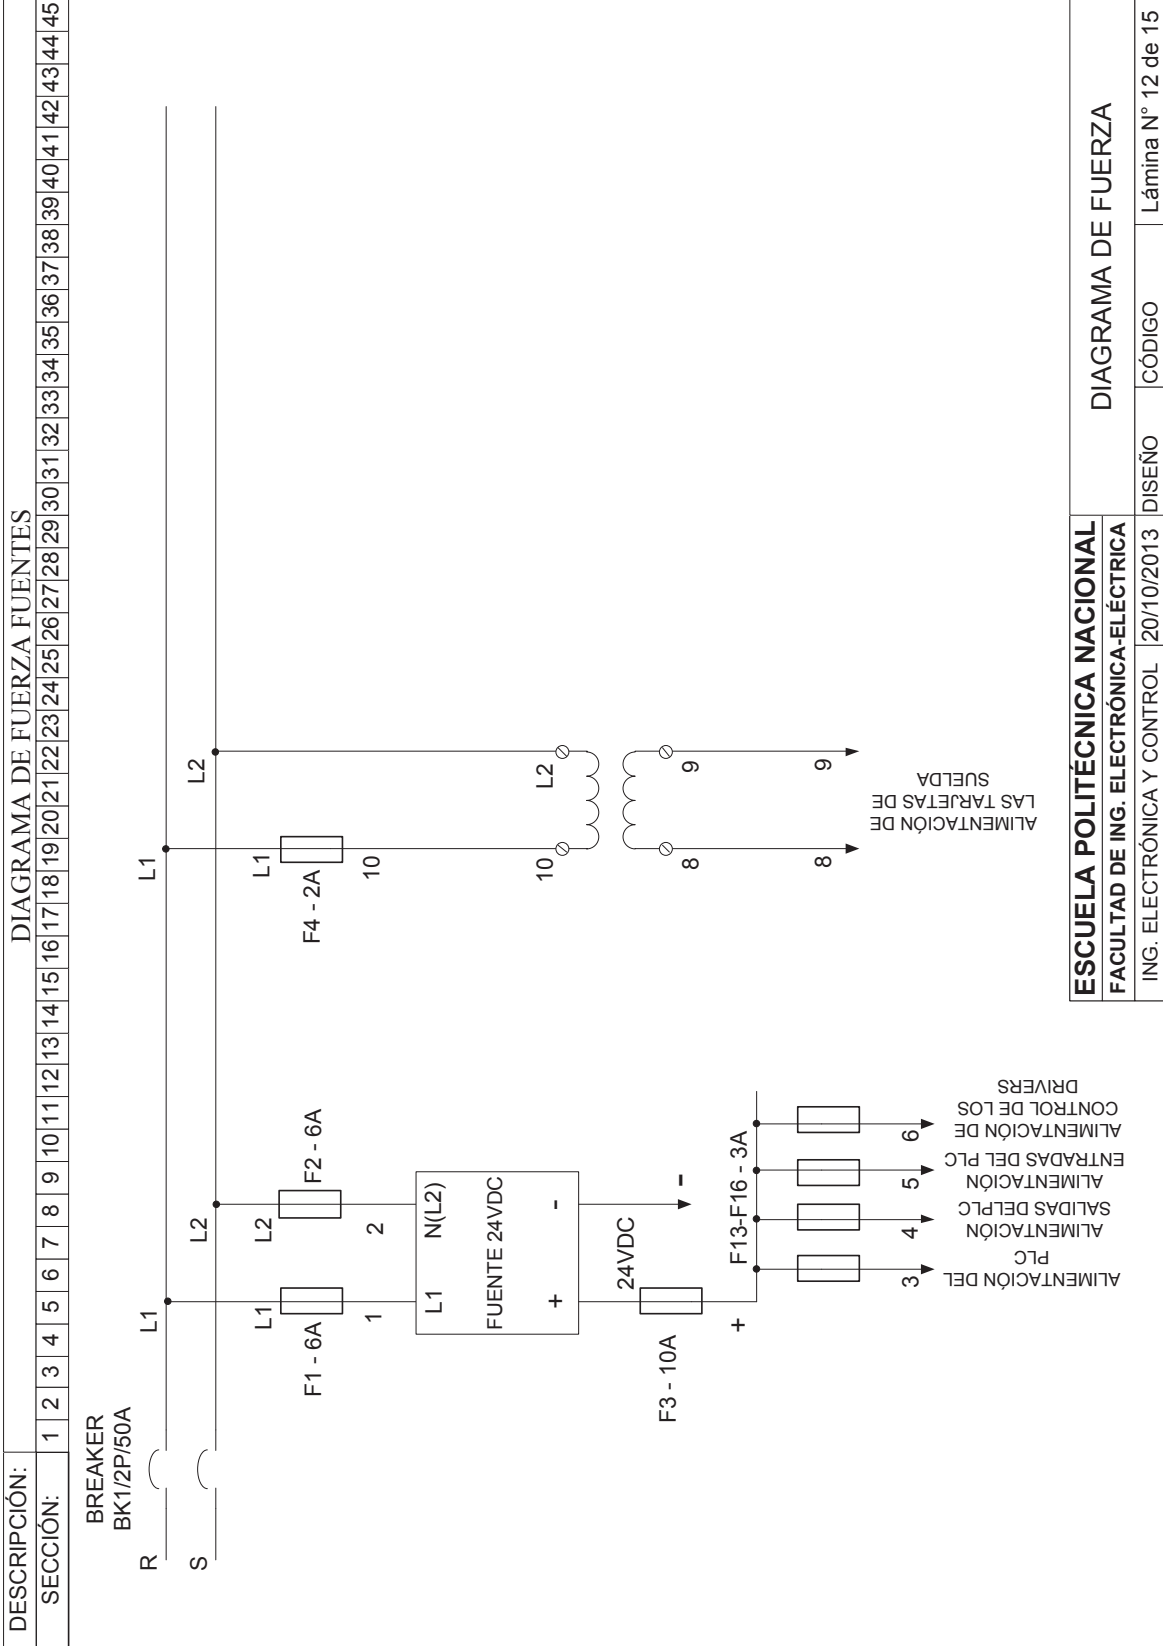 DESCRIPCIÓN:
DIAGRAMA DE FUERZA FUENTES
SECCIÓN:
1 2 3 4 5 6 7 8 9 10 11 12 13 14 15 16 17 18 19 20 21 22 23 24 25 26 27 28 29 30 31 32 33 34 35 36 37 38 39 40 41 42 43 44 45
BREAKER
BK1/2P/50A
R
S
L1
L2
L1
L2
L1
F1 - 6A
1
L2
F2 - 6A
2
L1
F4 - 2A
10
L1
N(L2)
FUENTE 24VDC
+
-
10
L2
24VDC
-
F3 - 10A
+
8
9
F13-F16 - 3A
8
9
3
4
5
6
ALIMENTACIÓN DEL
PLC
ALIMENTACIÓN
SALIDAS DELPLC
ALIMENTACIÓN
ENTRADAS DEL PLC
ALIMENTACIÓN DE
CONTROL DE LOS
DRIVERS
ALIMENTACIÓN DE
LAS TARJETAS DE
SUELDA
ESCUELA POLITÉCNICA NACIONAL
FACULTAD DE ING. ELECTRÓNICA-ELÉCTRICA
ING. ELECTRÓNICA Y CONTROL
20/10/2013
DIAGRAMA DE FUERZA
DISEÑO
CÓDIGO
Lámina N° 12 de 15